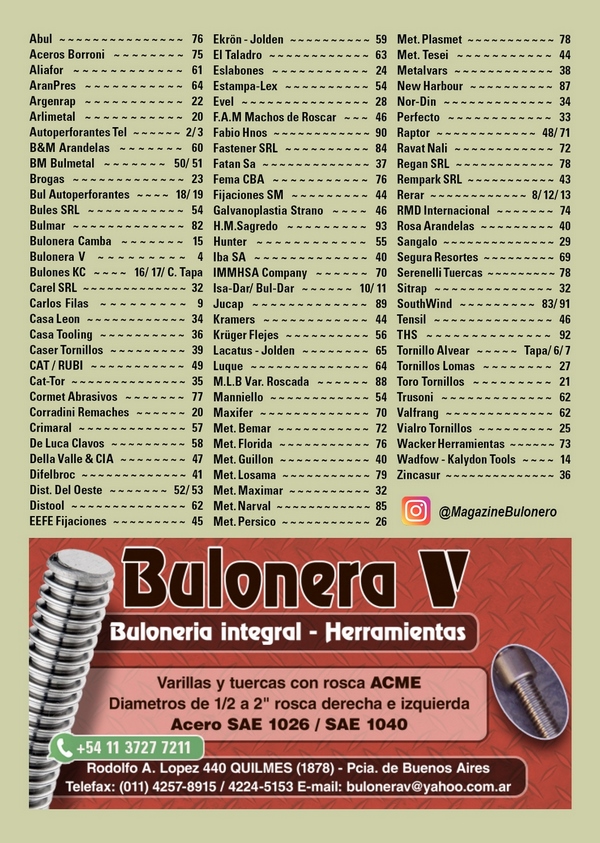 Abul ~ ~ ~ ~ ~ ~ ~ ~ ~ ~ ~ ~ ~ ~ 76
Aceros Borroni ~ ~ ~ ~ ~ ~ ~ ~ 75
Aliafor ~ ~ ~ ~ ~ ~ ~ ~ ~ ~ ~ ~ ~ 61
AranPres ~ ~ ~ ~ ~ ~ ~ ~ ~ ~ ~ 64
Argenrap ~ ~ ~ ~ ~ ~ ~ ~ ~ ~ ~ 22
Arlimetal ~ ~ ~ ~ ~ ~ ~ ~ ~ ~ ~ 20
Autoperforantes Tel ~ ~ ~ ~ ~ ~ 2/ 3
B&M Arandelas ~ ~ ~ ~ ~ ~ ~ ~ 60
BM Bulmetal ~ ~ ~ ~ ~ ~ ~ 50/ 51
Brogas ~ ~ ~ ~ ~ ~ ~ ~ ~ ~ ~ ~ 23
Bul Autoperforantes ~ ~ ~ ~ 18/ 19
Bules SRL ~ ~ ~ ~ ~ ~ ~ ~ ~ ~ ~ 54
Bulmar ~ ~ ~ ~ ~ ~ ~ ~ ~ ~ ~ ~ 82
Bulonera Camba ~ ~ ~ ~ ~ ~ ~ 15
Bulonera V ~ ~ ~ ~ ~ ~ ~ ~ ~ ~ 4
Bulones KC ~ ~ ~ ~ 16/ 17/ C. Tapa
Carel SRL ~ ~ ~ ~ ~ ~ ~ ~ ~ ~ ~ 32
Carlos Filas ~ ~ ~ ~ ~ ~ ~ ~ ~ ~ 9
Casa Leon ~ ~ ~ ~ ~ ~ ~ ~ ~ ~ 34
Casa Tooling ~ ~ ~ ~ ~ ~ ~ ~ ~ 36
Caser Tornillos ~ ~ ~ ~ ~ ~ ~ ~ 39
CAT / RUBI ~ ~ ~ ~ ~ ~ ~ ~ ~ ~ 49
Cat-Tor ~ ~ ~ ~ ~ ~ ~ ~ ~ ~ ~ ~ 35
Cormet Abrasivos ~ ~ ~ ~ ~ ~ ~ 77
Corradini Remaches ~ ~ ~ ~ ~ 20
Crimaral ~ ~ ~ ~ ~ ~ ~ ~ ~ ~ ~ 57
De Luca Clavos ~ ~ ~ ~ ~ ~ ~ ~ 58
Della Valle & CIA ~ ~ ~ ~ ~ ~ ~ 47
Difelbroc ~ ~ ~ ~ ~ ~ ~ ~ ~ ~ ~ 41
Dist. Del Oeste ~ ~ ~ ~ ~ ~ ~ 52/ 53
Distool ~ ~ ~ ~ ~ ~ ~ ~ ~ ~ ~ ~ 62
EEFE Fijaciones ~ ~ ~ ~ ~ ~ ~ 45
Ekrön - Jolden ~ ~ ~ ~ ~ ~ ~ ~ ~ 59
El Taladro ~ ~ ~ ~ ~ ~ ~ ~ ~ ~ ~ 63
Eslabones ~ ~ ~ ~ ~ ~ ~ ~ ~ ~ 24
Estampa-Lex ~ ~ ~ ~ ~ ~ ~ ~ ~ 54
Evel ~ ~ ~ ~ ~ ~ ~ ~ ~ ~ ~ ~ ~ 28
F.A.M Machos de Roscar ~ ~ ~ 46
Fabio Hnos ~ ~ ~ ~ ~ ~ ~ ~ ~ ~ 90
Fastener SRL ~ ~ ~ ~ ~ ~ ~ ~ ~ 84
Fatan Sa ~ ~ ~ ~ ~ ~ ~ ~ ~ ~ ~ 37
Fema CBA ~ ~ ~ ~ ~ ~ ~ ~ ~ ~ 76
Fijaciones SM ~ ~ ~ ~ ~ ~ ~ ~ ~ 44
Galvanoplastia Strano ~ ~ ~ ~ 46
H.M.Sagredo ~ ~ ~ ~ ~ ~ ~ ~ ~ 93
Hunter ~ ~ ~ ~ ~ ~ ~ ~ ~ ~ ~ ~ 55
Iba SA ~ ~ ~ ~ ~ ~ ~ ~ ~ ~ ~ ~ 40
IMMHSA Company ~ ~ ~ ~ ~ ~ 70
Isa-Dar/ Bul-Dar ~ ~ ~ ~ ~ ~ 10/ 11
Jucap ~ ~ ~ ~ ~ ~ ~ ~ ~ ~ ~ ~ 89
Kramers ~ ~ ~ ~ ~ ~ ~ ~ ~ ~ ~ 44
Krüger Flejes ~ ~ ~ ~ ~ ~ ~ ~ ~ 56
Lacatus - Jolden ~ ~ ~ ~ ~ ~ ~ ~ 65
Luque ~ ~ ~ ~ ~ ~ ~ ~ ~ ~ ~ ~ 64
M.L.B Var. Roscada ~ ~ ~ ~ ~ ~ 88
Manniello ~ ~ ~ ~ ~ ~ ~ ~ ~ ~ 54
Maxifer ~ ~ ~ ~ ~ ~ ~ ~ ~ ~ ~ 70
Met. Bemar ~ ~ ~ ~ ~ ~ ~ ~ ~ ~ 72
Met. Florida ~ ~ ~ ~ ~ ~ ~ ~ ~ ~ 76
Met. Guillon ~ ~ ~ ~ ~ ~ ~ ~ ~ ~ 40
Met. Losama ~ ~ ~ ~ ~ ~ ~ ~ ~ 79
Met. Maximar ~ ~ ~ ~ ~ ~ ~ ~ ~ 32
Met. Narval ~ ~ ~ ~ ~ ~ ~ ~ ~ ~ 85
Met. Persico ~ ~ ~ ~ ~ ~ ~ ~ ~ 26
Met. Plasmet ~ ~ ~ ~ ~ ~ ~ ~ ~ 78
Met. Tesei ~ ~ ~ ~ ~ ~ ~ ~ ~ ~ 44
Metalvars ~ ~ ~ ~ ~ ~ ~ ~ ~ ~ 38
New Harbour ~ ~ ~ ~ ~ ~ ~ ~ ~ 87
Nor-Din ~ ~ ~ ~ ~ ~ ~ ~ ~ ~ ~ 34
Perfecto ~ ~ ~ ~ ~ ~ ~ ~ ~ ~ ~ 33
Raptor ~ ~ ~ ~ ~ ~ ~ ~ ~ ~ 48/ 71
Ravat Nali ~ ~ ~ ~ ~ ~ ~ ~ ~ ~ 72
Regan SRL ~ ~ ~ ~ ~ ~ ~ ~ ~ ~ 78
Rempark SRL ~ ~ ~ ~ ~ ~ ~ ~ ~ 43
Rerar ~ ~ ~ ~ ~ ~ ~ ~ ~ 8/ 12/ 13
RMD Internacional ~ ~ ~ ~ ~ ~ ~ 74
Rosa Arandelas ~ ~ ~ ~ ~ ~ ~ ~ 40
Sangalo ~ ~ ~ ~ ~ ~ ~ ~ ~ ~ ~ 29
Segura Resortes ~ ~ ~ ~ ~ ~ ~ 69
Serenelli Tuercas ~ ~ ~ ~ ~ ~ ~ 78
Sitrap ~ ~ ~ ~ ~ ~ ~ ~ ~ ~ ~ ~ 32
SouthWind ~ ~ ~ ~ ~ ~ ~ ~ 83/ 91
Tensil ~ ~ ~ ~ ~ ~ ~ ~ ~ ~ ~ ~ 46
THS ~ ~ ~ ~ ~ ~ ~ ~ ~ ~ ~ ~ ~ 92
Tornillo Alvear ~ ~ ~ ~ ~ Tapa/ 6/ 7
Tornillos Lomas ~ ~ ~ ~ ~ ~ ~ ~ 27
Toro Tornillos ~ ~ ~ ~ ~ ~ ~ ~ ~ 21
Trusoni ~ ~ ~ ~ ~ ~ ~ ~ ~ ~ ~ 62
Valfrang ~ ~ ~ ~ ~ ~ ~ ~ ~ ~ ~ 62
Vialro Tornillos ~ ~ ~ ~ ~ ~ ~ ~ 25
Wacker Herramientas ~ ~ ~ ~ ~ ~ 73
Wadfow - Kalydon Tools ~ ~ ~ ~ 14
Zincasur ~ ~ ~ ~ ~ ~ ~ ~ ~ ~ ~ 36
@MagazineBulonero
Bulonera V
Buloneria integral - Herramientas
Varillas y tuercas con rosca ACME
Diametros de 1/2 a 2" rosca derecha e izquierda
Acero SAE 1026 / SAE 1040
+54 11 3727 7211
Rodolfo A. Lopez 440 QUILMES (1878) - Pcia. de Buenos Aires
Telefax: (011) 4257-8915 / 4224-5153 E-mail: bulonerav@yahoo.com.ar